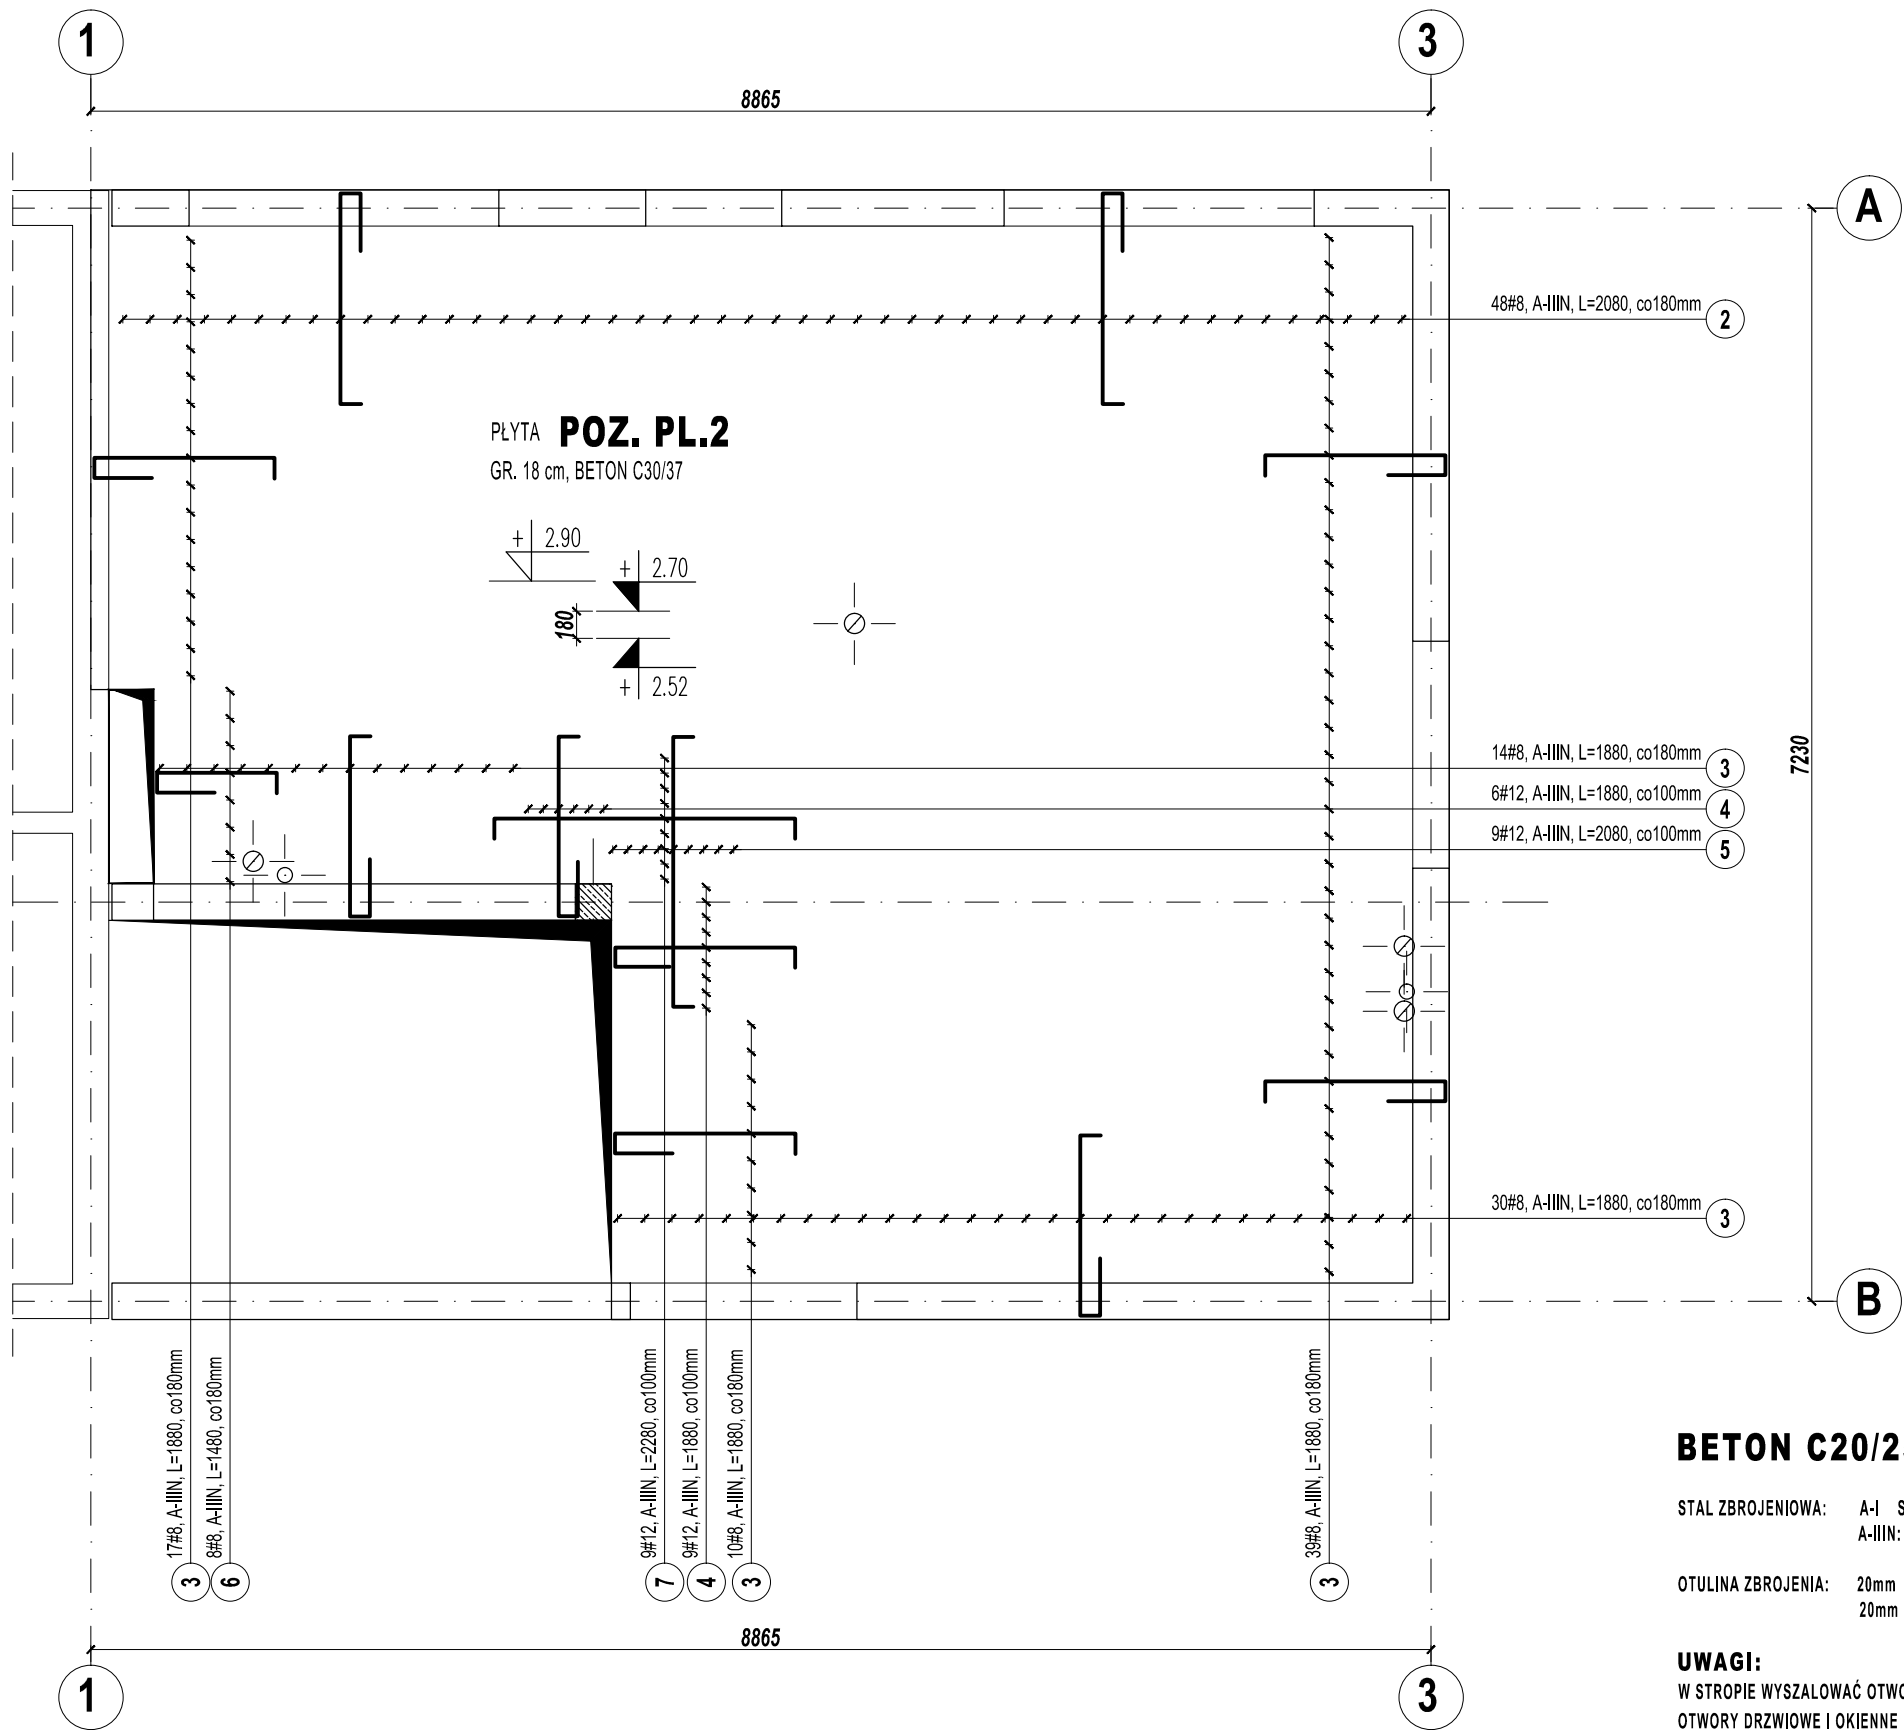 1
3
8865
A
48#8, A-IIIN, L=2080, co180mm
2
PŁYTA POZ. PL.2
GR. 18 cm, BETON C30/37
+ 2.90
+ 2.70
180
+ 2.52
7230
14#8, A-IIIN, L=1880, co180mm
3
6#12, A-IIIN, L=1880, co100mm
4
9#12, A-IIIN, L=2080, co100mm
5
30#8, A-IIIN, L=1880, co180mm
3
B
17#8, A-IIIN, L=1880, co180mm
3
8#8, A-IIIN, L=1480, co180mm
6
9#12, A-IIIN, L=2280, co100mm
7
9#12, A-IIIN, L=1880, co100mm
4
10#8, A-IIIN, L=1880, co180mm
3
39#8, A-IIIN, L=1880, co180mm
3
8865
1
3
BETON C20/2
STAL ZBROJENIOWA: A-I S
A-IIIN:
OTULINA ZBROJENIA: 20mm
20mm
UWAGI:
W STROPIE WYSZALOWAĆ OTWO
OTWORY DRZWIOWE I OKIENNE